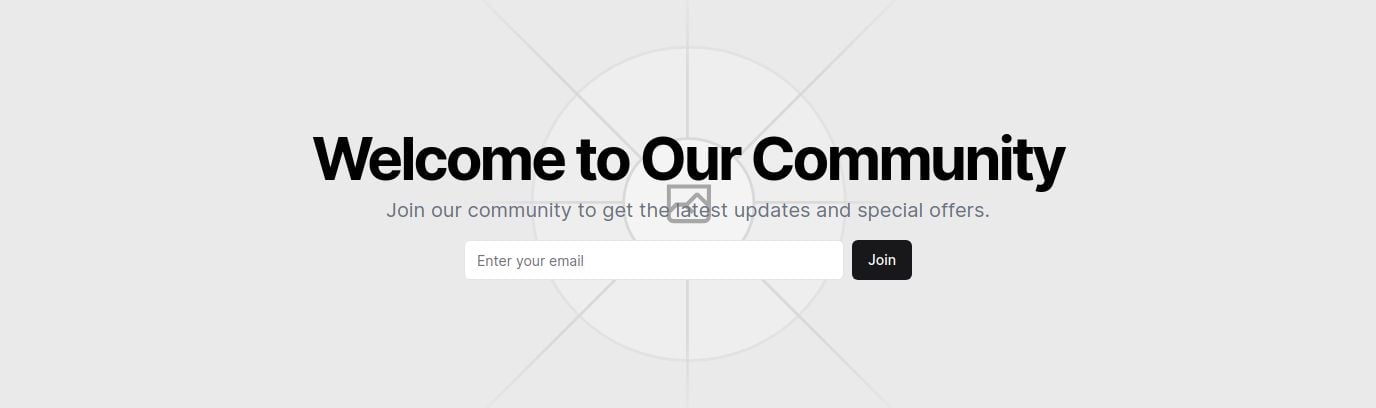 Welcome to Our Community
Join our community to get the latest updates and special offers.
Enter your email
Join